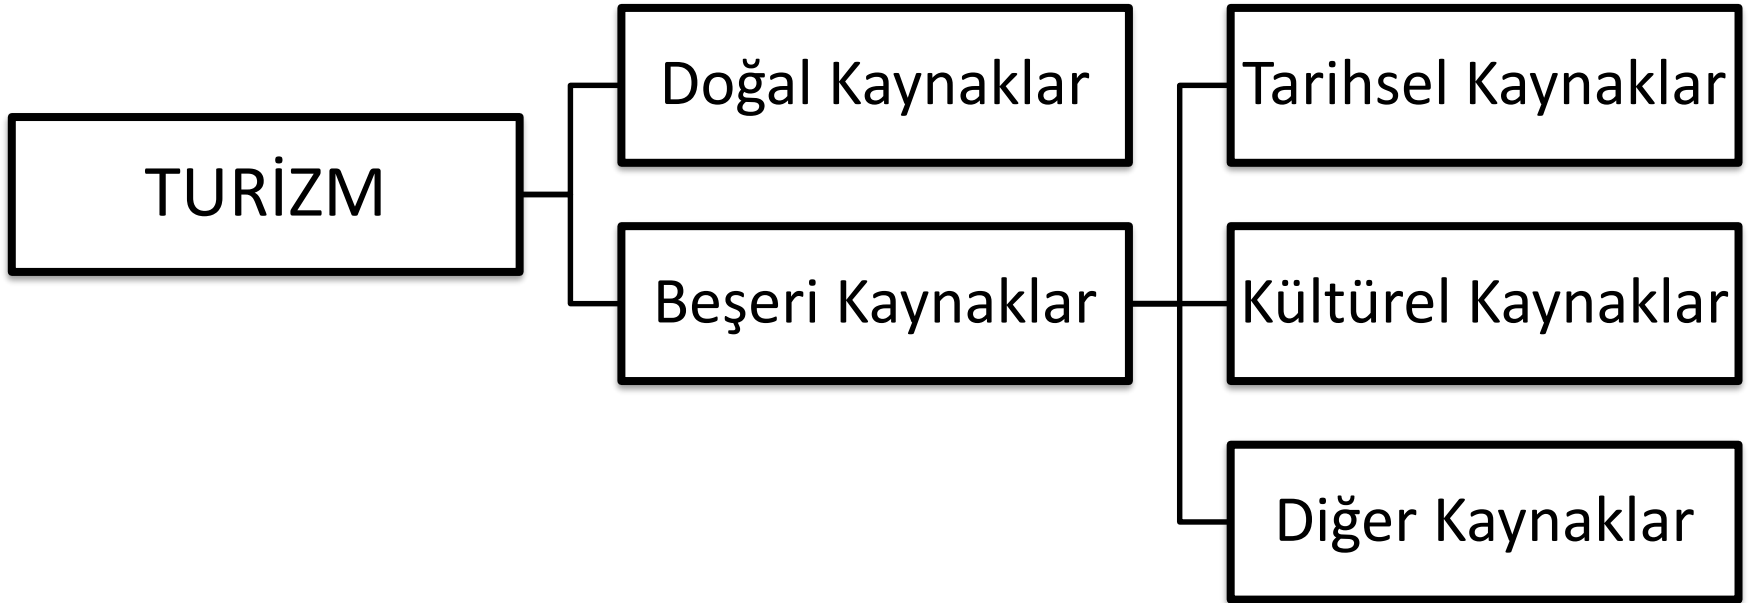 TURİZM
Doğal Kaynaklar
Beşeri Kaynaklar
Tarihsel Kaynaklar
Kültürel Kaynaklar
Diğer Kaynaklar